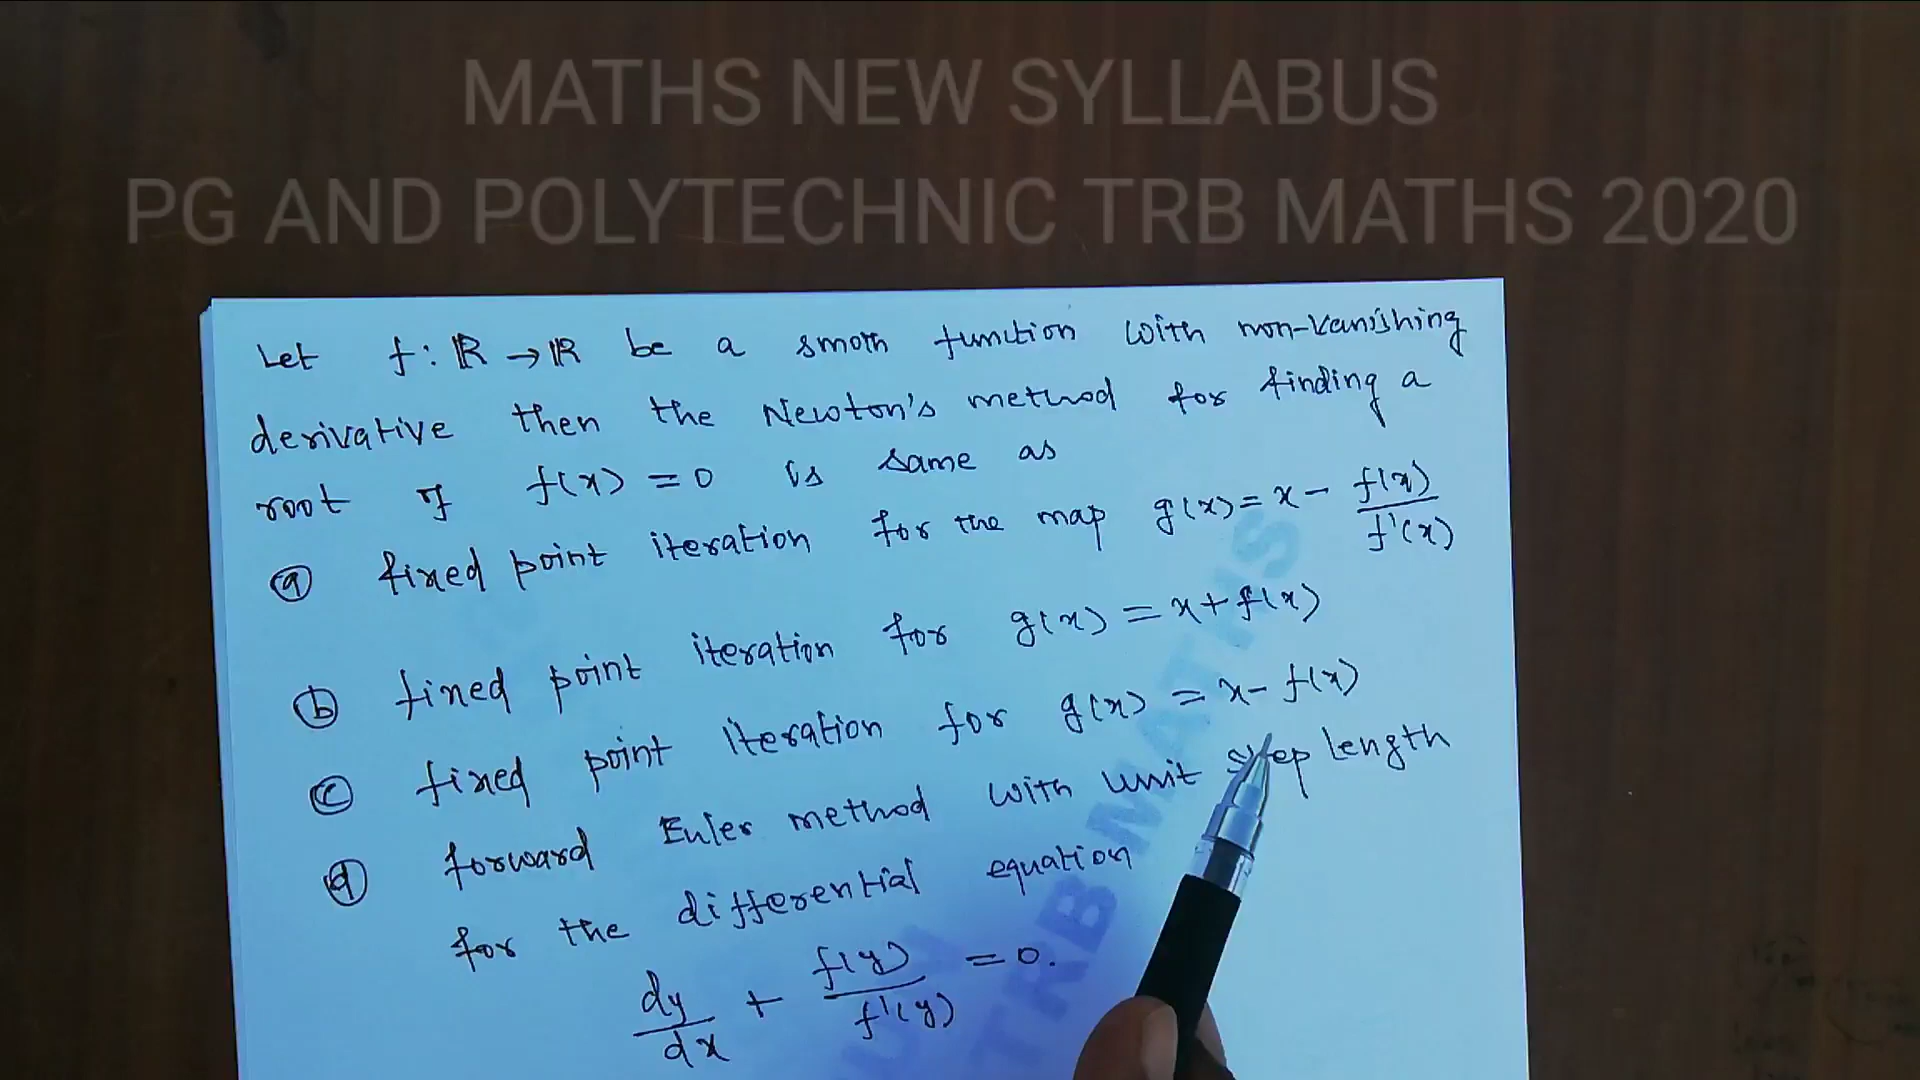 MATHS NEW SYLLABUS
PG AND POLYTECHNIC TRB MATHS 2020
Let f: ℝ → ℝ be a smoth function with non-vanishing
derivative then the Newton's method for finding a
root of f(x) = 0 is same as
(a) fixed point iteration for the map g(x) = x - f(x)/f'(x)
(b) fixed point iteration for g(x) = x + f(x)
(c) fixed point iteration for g(x) = x - f(x)
(d) forward Euler method with unit step length
for the differential equation
dy/dx + f(y)/f'(y) = 0.
TRB MATHS